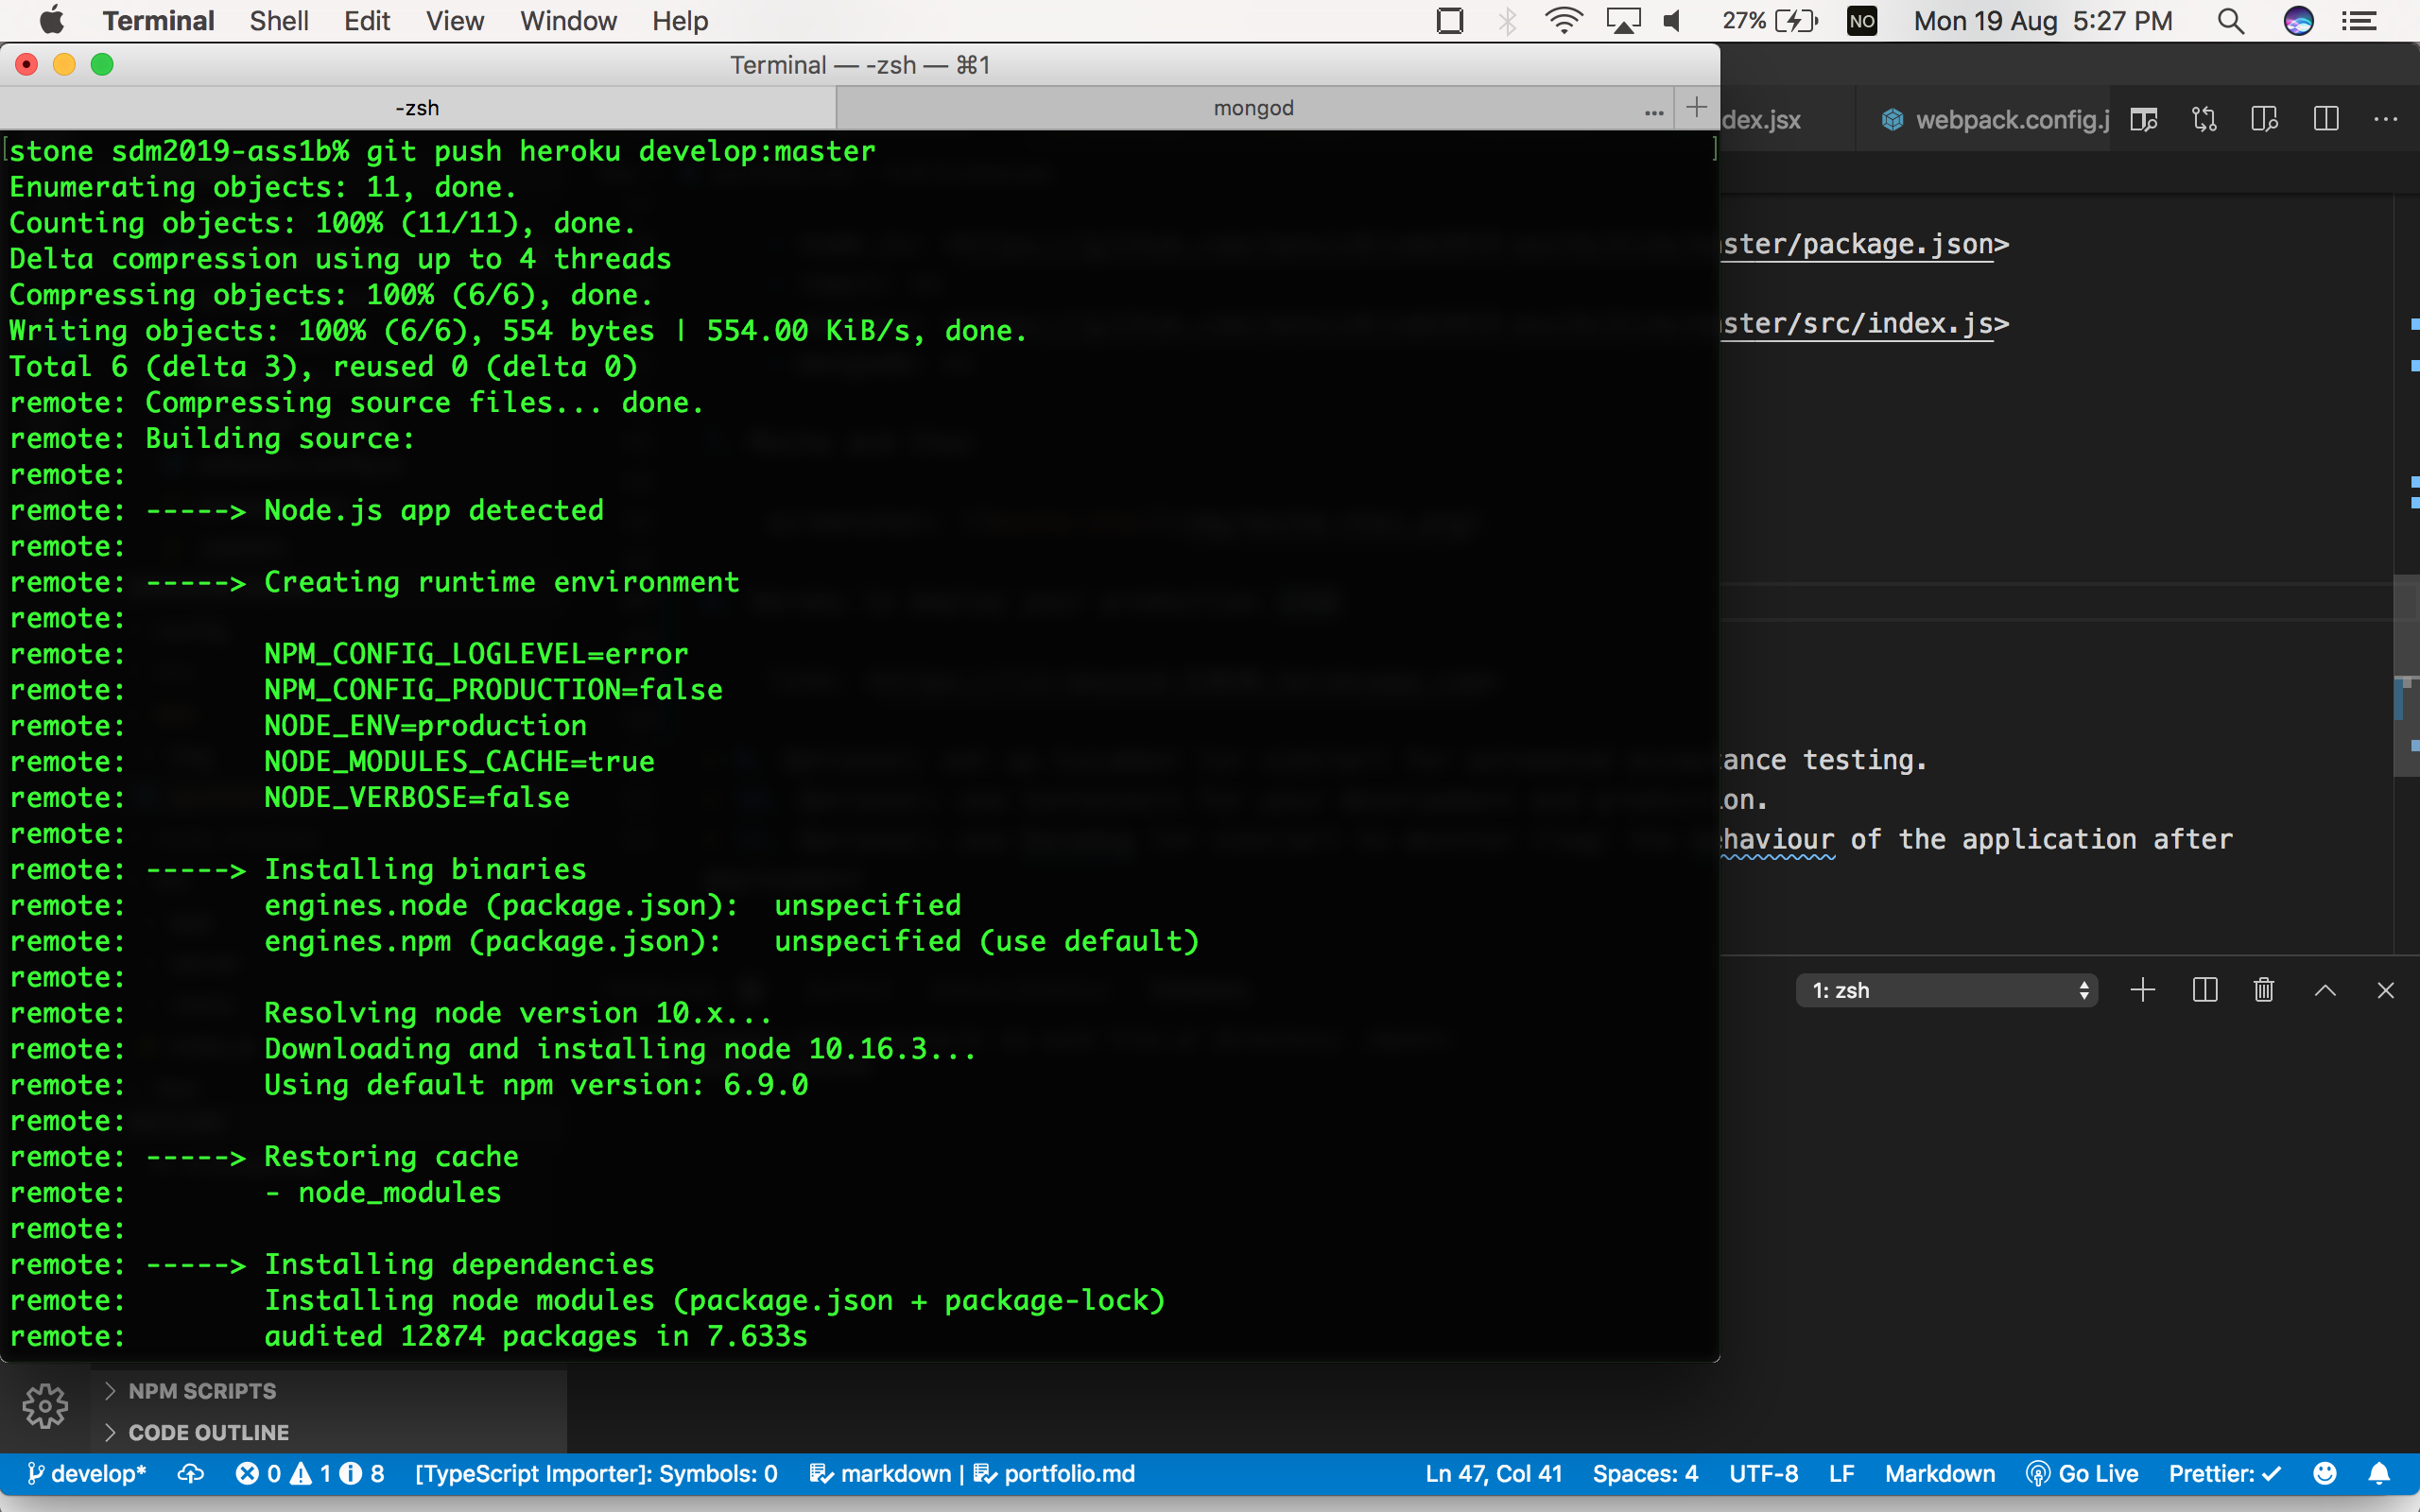 Terminal Shell Edit View Window Help 27% NO Mon 19 Aug 5:27 PM
Terminal — -zsh — ⌘1
-zsh mongod ...
stone sdm2019-ass1b% git push heroku develop:master
Enumerating objects: 11, done.
Counting objects: 100% (11/11), done.
Delta compression using up to 4 threads
Compressing objects: 100% (6/6), done.
Writing objects: 100% (6/6), 554 bytes | 554.00 KiB/s, done.
Total 6 (delta 3), reused 0 (delta 0)
remote: Compressing source files... done.
remote: Building source:
remote:
remote: -----> Node.js app detected
remote:
remote: -----> Creating runtime environment
remote:
remote:        NPM_CONFIG_LOGLEVEL=error
remote:        NPM_CONFIG_PRODUCTION=false
remote:        NODE_ENV=production
remote:        NODE_MODULES_CACHE=true
remote:        NODE_VERBOSE=false
remote:
remote: -----> Installing binaries
remote:        engines.node (package.json):  unspecified
remote:        engines.npm (package.json):   unspecified (use default)
remote:
remote:        Resolving node version 10.x...
remote:        Downloading and installing node 10.16.3...
remote:        Using default npm version: 6.9.0
remote:
remote: -----> Restoring cache
remote:        - node_modules
remote:
remote: -----> Installing dependencies
remote:        Installing node modules (package.json + package-lock)
remote:        audited 12874 packages in 7.633s
dex.jsx webpack.config.j
ster/package.json>
ster/src/index.js>
ance testing.
on.
haviour of the application after
1: zsh
NPM SCRIPTS
CODE OUTLINE
develop* 0 1 8 [TypeScript Importer]: Symbols: 0 markdown | portfolio.md Ln 47, Col 41 Spaces: 4 UTF-8 LF Markdown Go Live Prettier: ✓